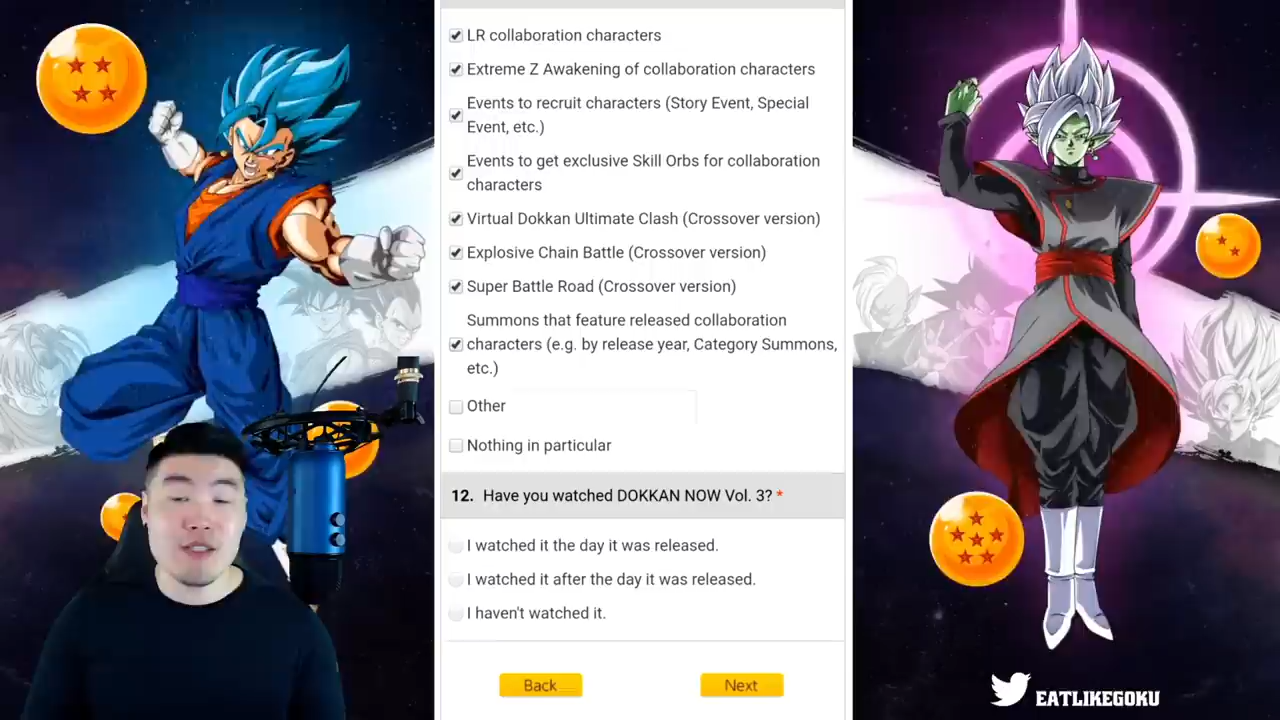 LR collaboration characters
Extreme Z Awakening of collaboration characters
Events to recruit characters (Story Event, Special
Event, etc.)
Events to get exclusive Skill Orbs for collaboration
characters
Virtual Dokkan Ultimate Clash (Crossover version)
Explosive Chain Battle (Crossover version)
Super Battle Road (Crossover version)
Summons that feature released collaboration
characters (e.g. by release year, Category Summons,
etc.)
Other
Nothing in particular
12. Have you watched DOKKAN NOW Vol. 3? *
I watched it the day it was released.
I watched it after the day it was released.
I haven't watched it.
Back
Next
EATLIKEGOKU